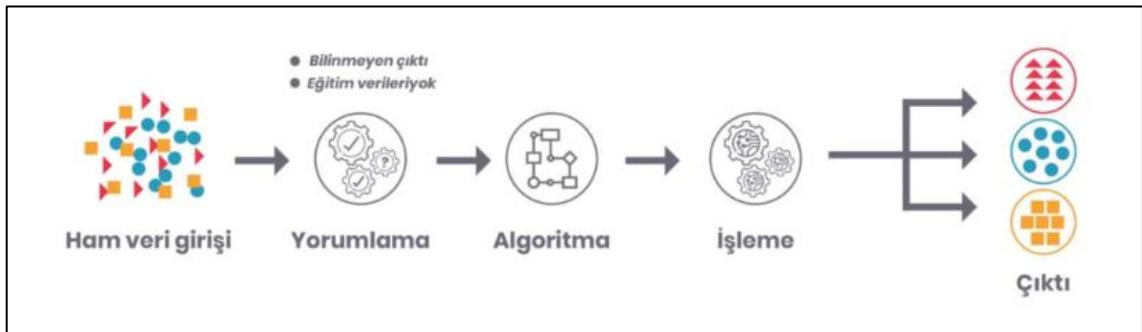 Bilinmeyen çıktı
Eğitim verileriyok
?
Ham veri girişi
Yorumlama
Algoritma
İşleme
Çıktı